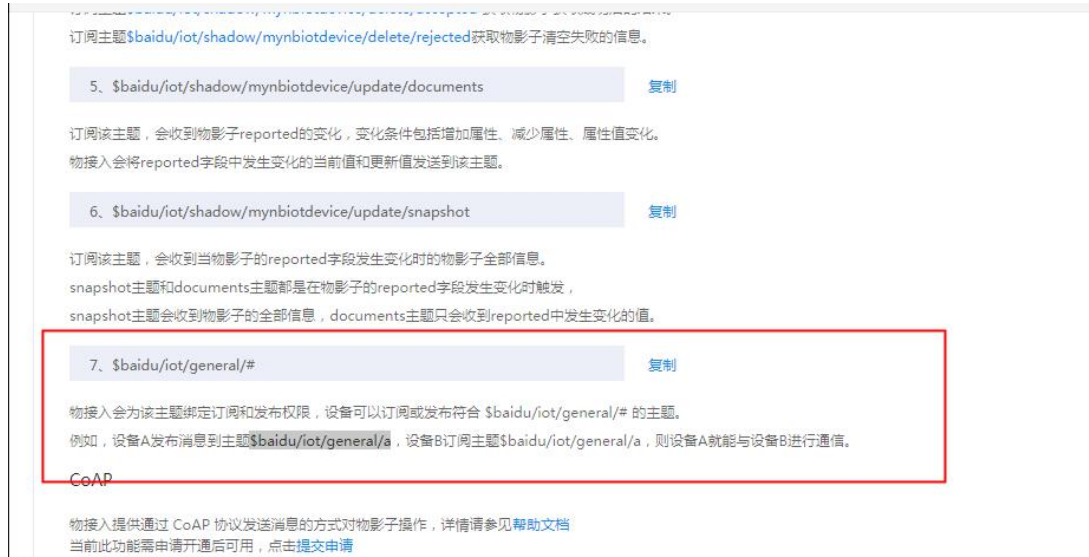 订阅主题$baidu/iot/shadow/mynbiotdevice/delete/rejected获取物影子清空失败的信息。
5、$baidu/iot/shadow/mynbiotdevice/update/documents 复制
订阅该主题，会收到物影子reported的变化，变化条件包括增加属性、减少属性、属性值变化。
物接入会将reported字段中发生变化的当前值和更新值发送到该主题。
6、$baidu/iot/shadow/mynbiotdevice/update/snapshot 复制
订阅该主题，会收到当物影子的reported字段发生变化时的物影子全部信息。
snapshot主题和documents主题都是在物影子的reported字段发生变化时触发，
snapshot主题会收到物影子的全部信息，documents主题只会收到reported中发生变化的值。
7、$baidu/iot/general/# 复制
物接入会为该主题绑定订阅和发布权限，设备可以订阅或发布符合 $baidu/iot/general/# 的主题。
例如，设备A发布消息到主题$baidu/iot/general/a，设备B订阅主题$baidu/iot/general/a，则设备A就能与设备B进行通信。
CoAP
物接入提供通过 CoAP 协议发送消息的方式对物影子操作，详情请参见帮助文档
当前此功能需申请开通后可用，点击提交申请